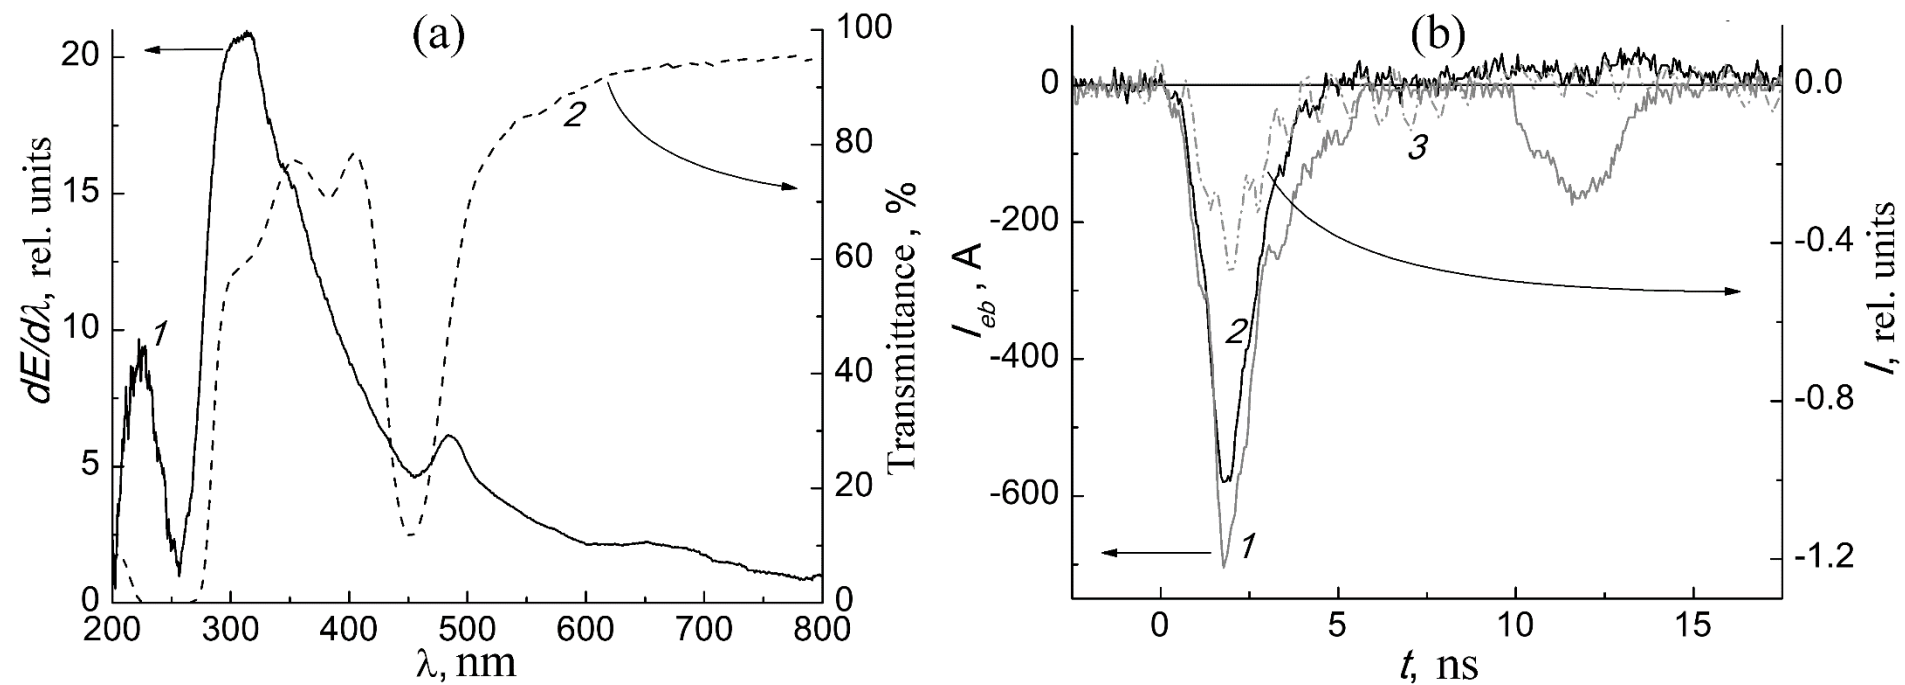 (a)
20
15
10
5
0
dE/dλ, rel. units
1
2
100
80
60
40
20
0
Transmittance, %
200 300 400 500 600 700 800
λ, nm
(b)
0
-200
-400
-600
I eb, A
1
2
3
0.0
-0.4
-0.8
-1.2
I, rel. units
0 5 10 15
t, ns